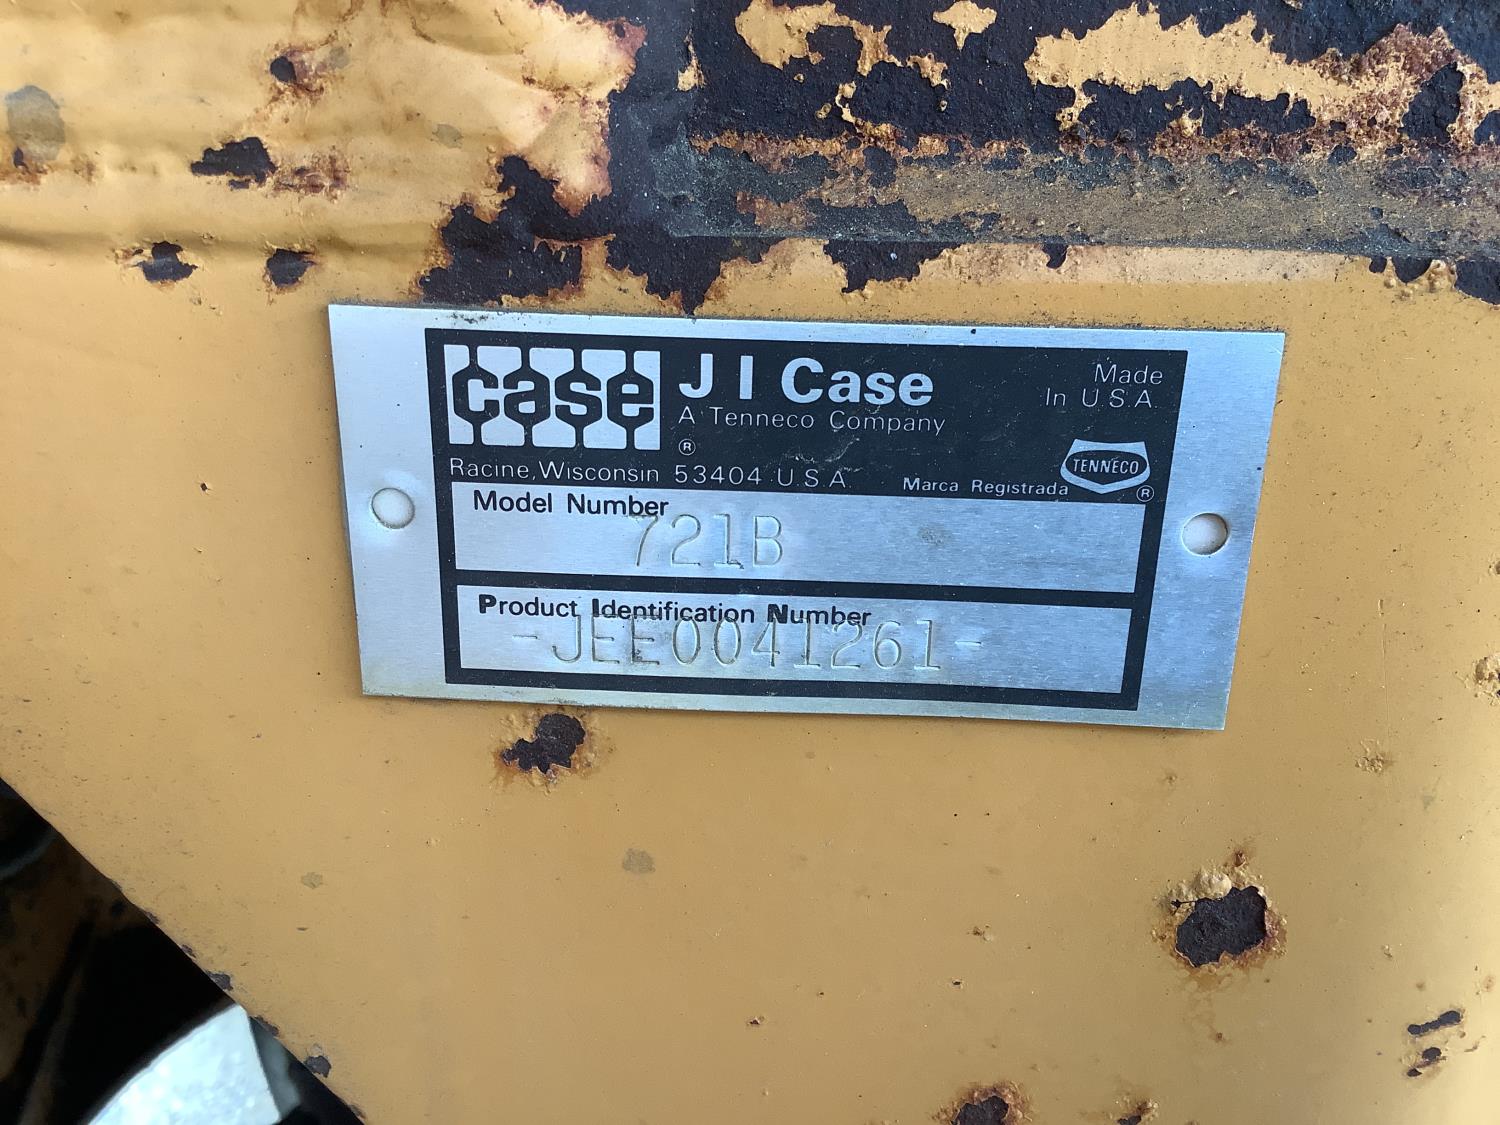 case
J I Case
Made
In U.S.A.
A Tenneco Company
®
Racine, Wisconsin 53404 U.S.A.
Marca Registrada
TENNECO
®
Model Number
721B
Product Identification Number
-JEE0041261-